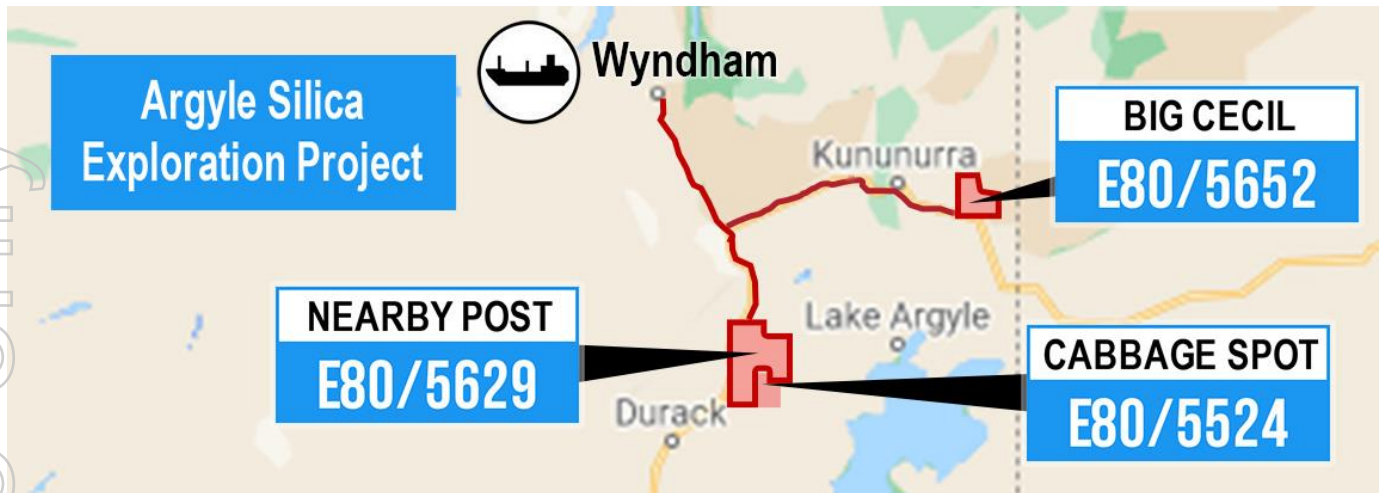 Argyle Silica
Exploration Project
Wyndham
Kununurra
BIG CECIL
E80/5652
NEARBY POST
E80/5629
Lake Argyle
CABBAGE SPOT
E80/5524
Durack